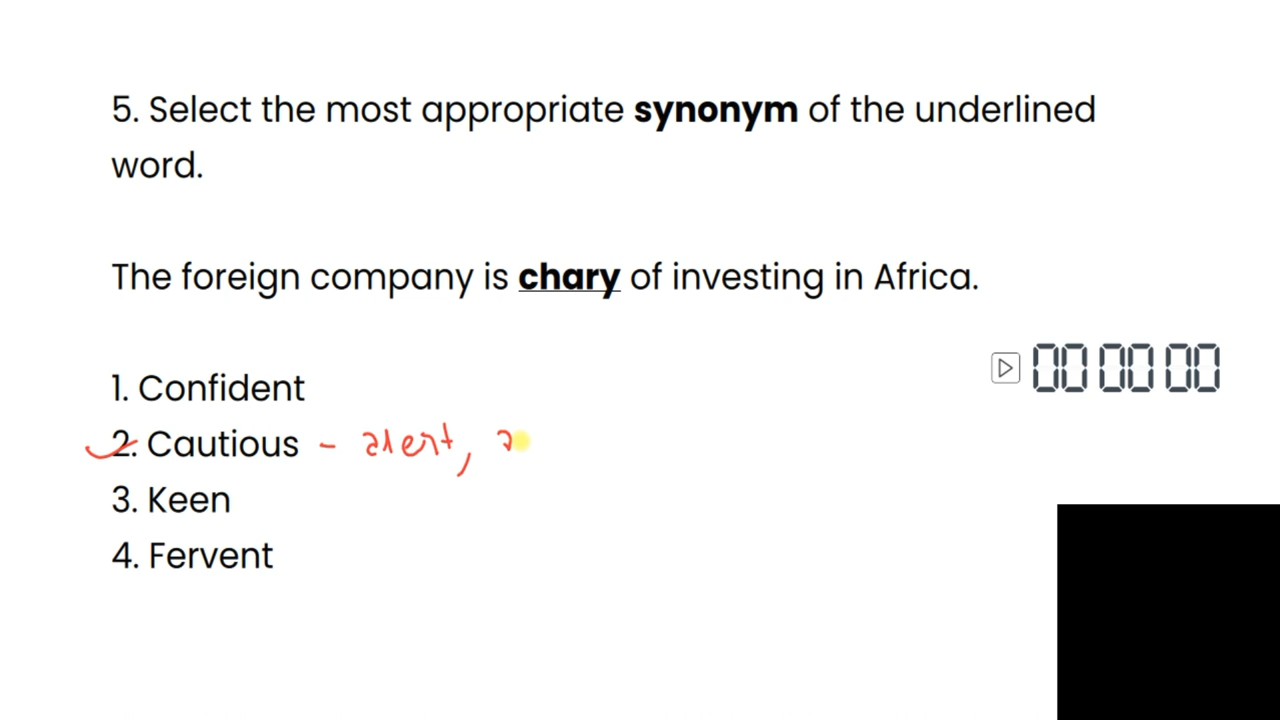 5. Select the most appropriate synonym of the underlined
word.
The foreign company is chary of investing in Africa.
00 00 00
1. Confident
2. Cautious - alert,
3. Keen
4. Fervent